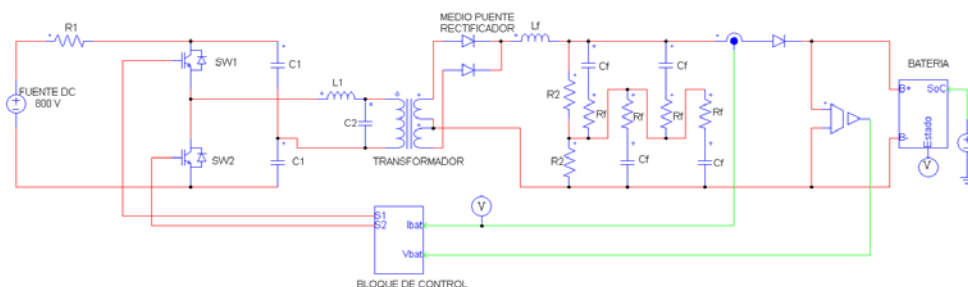 MEDIO PUENTE
RECTIFICADOR
R1
Lf
SW1
C1
Cf
Cf
BATERIA
FUENTE DC
800 V
L1
C2
R2
Rf
Rf
Rf
Rf
B+
SoC
Estado
B-
V
SW2
C1
TRANSFORMADOR
R2
Cf
Cf
V
S1
S2
Ibat
Vbat
BLOQUE DE CONTROL